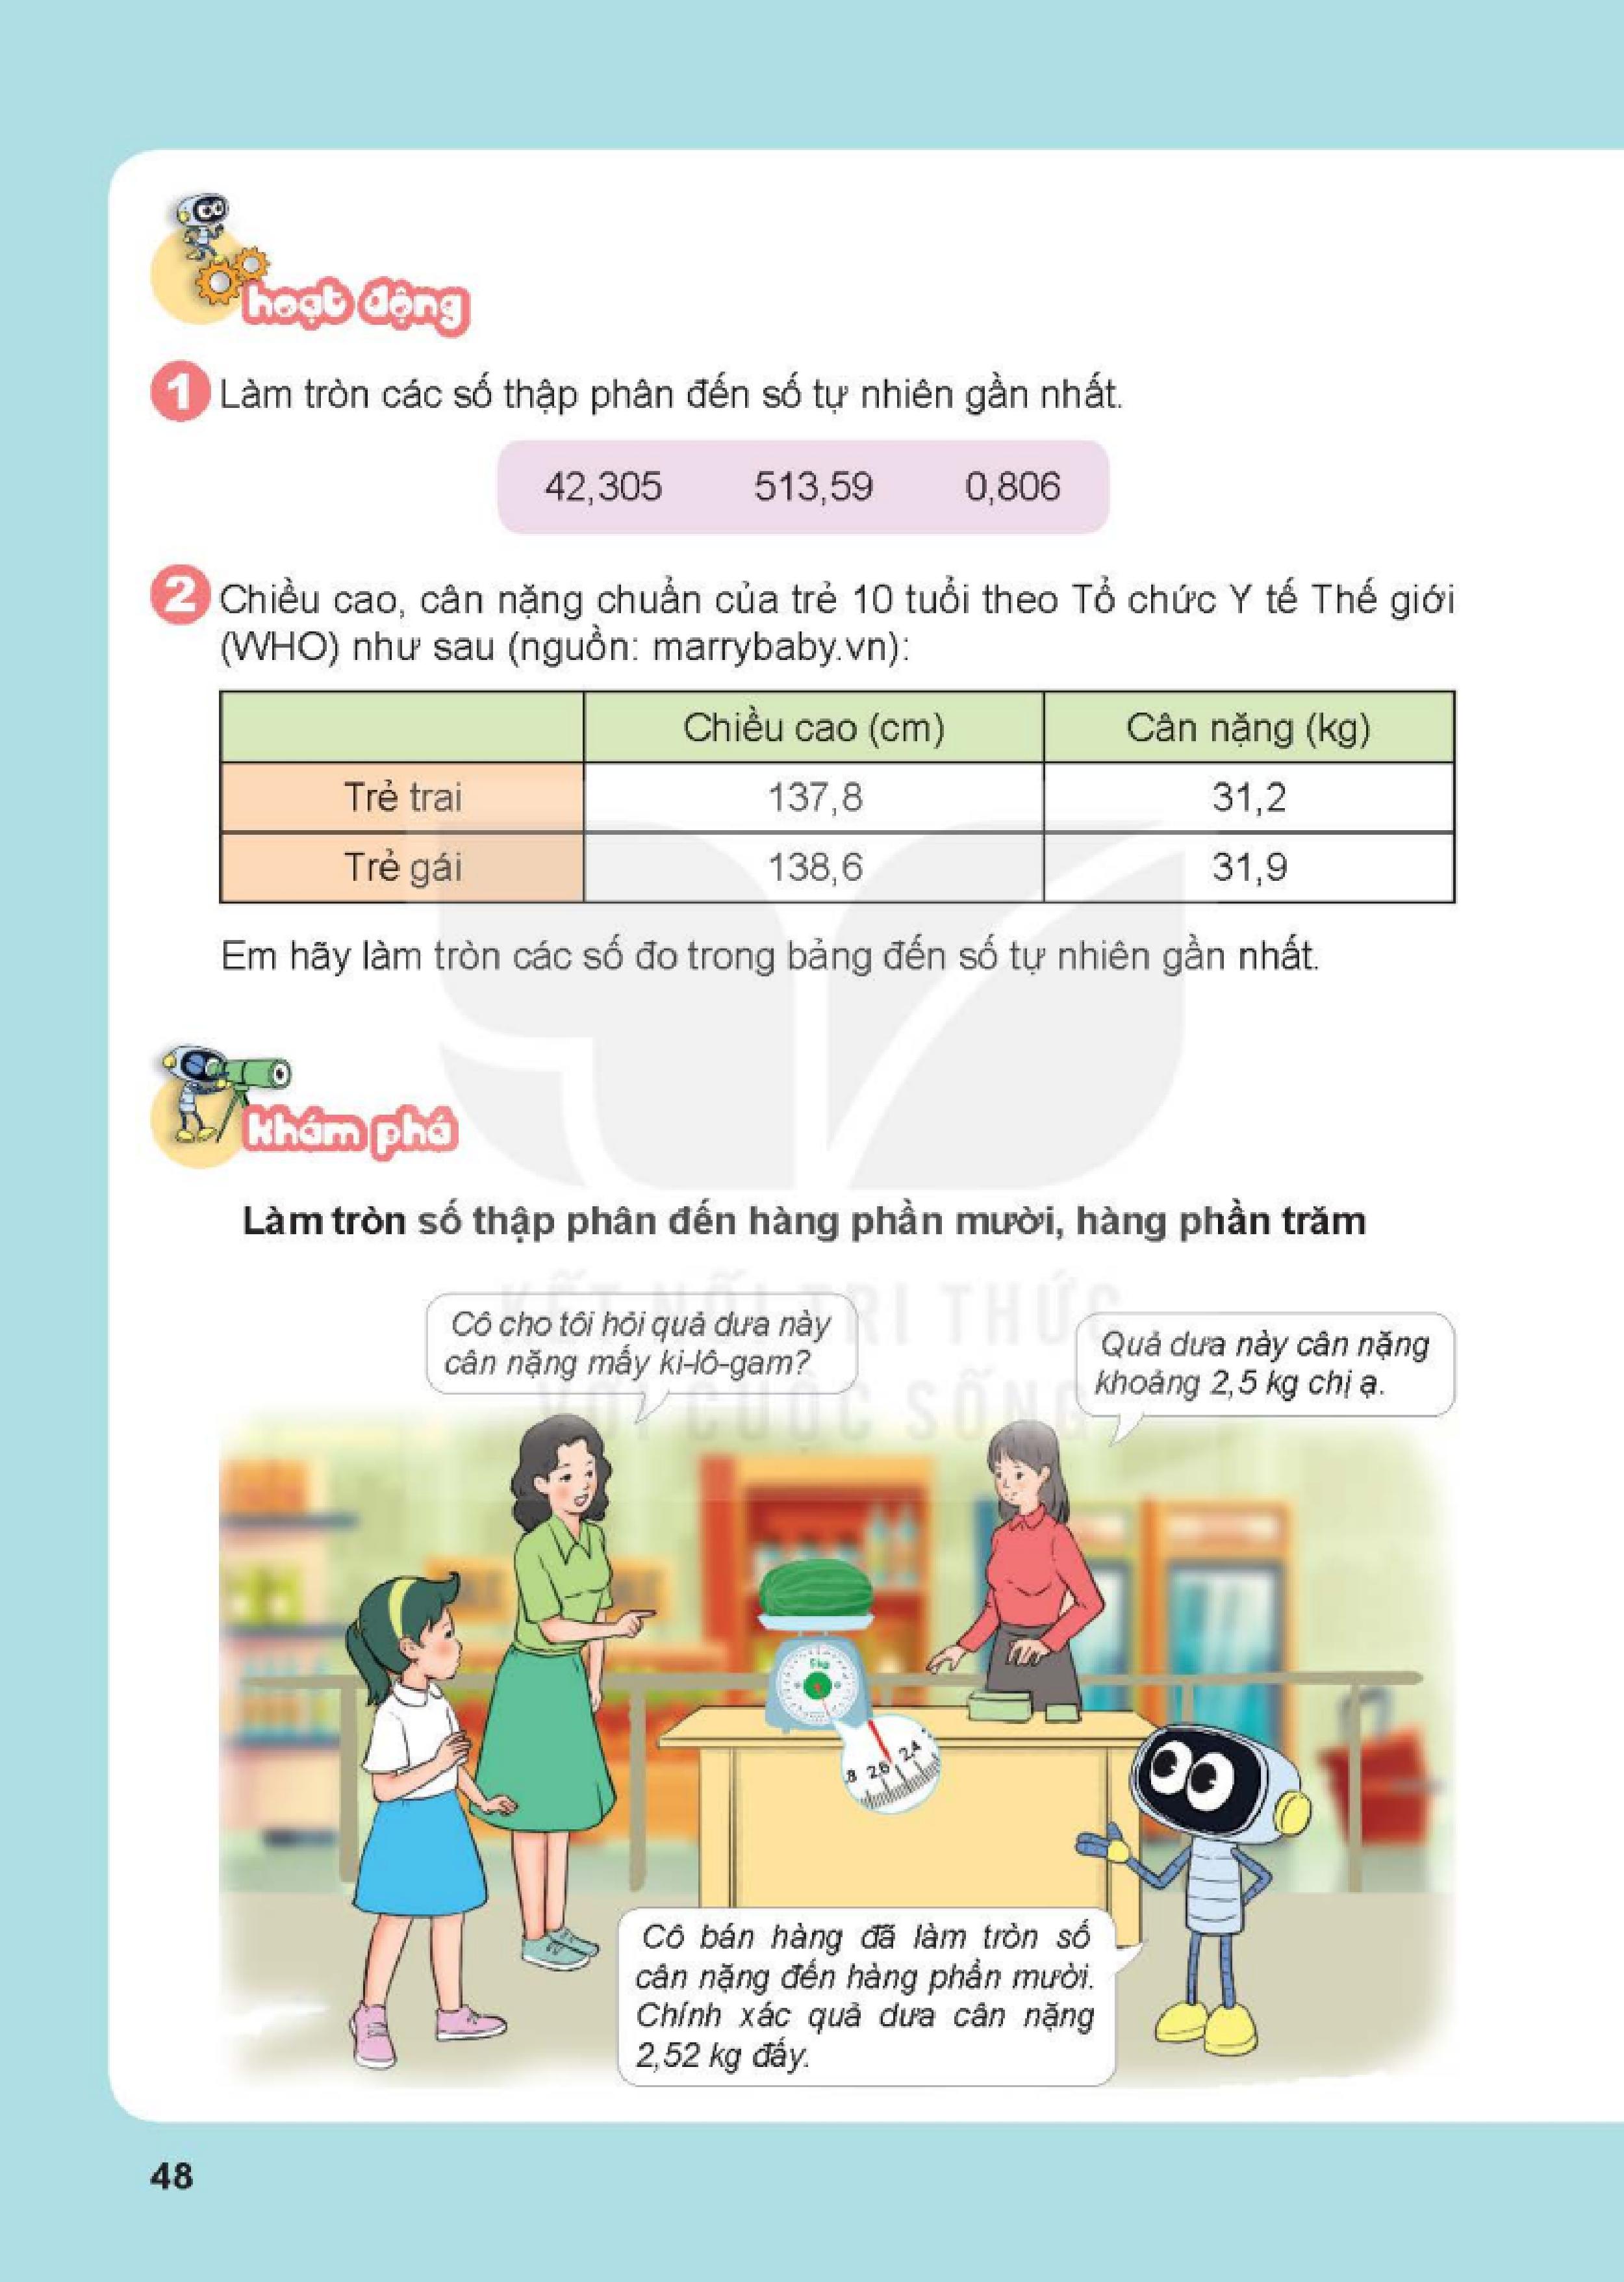 hoạt động
1 Làm tròn các số thập phân đến số tự nhiên gần nhất.
42,305 513,59 0,806
2 Chiều cao, cân nặng chuẩn của trẻ 10 tuổi theo Tổ chức Y tế Thế giới
(WHO) như sau (nguồn: marrybaby.vn):
Chiều cao (cm) Cân nặng (kg)
Trẻ trai 137,8 31,2
Trẻ gái 138,6 31,9
Em hãy làm tròn các số đo trong bảng đến số tự nhiên gần nhất.
khám phá
Làm tròn số thập phân đến hàng phần mười, hàng phần trăm
KẾT NỐI TRI THỨC
VỚI CUỘC SỐNG
Cô cho tôi hỏi quả dưa này
cân nặng mấy ki-lô-gam?
Quả dưa này cân nặng
khoảng 2,5 kg chị ạ.
5kg
8 2.6 2.4
Cô bán hàng đã làm tròn số
cân nặng đến hàng phần mười.
Chính xác quả dưa cân nặng
2,52 kg đấy.
48